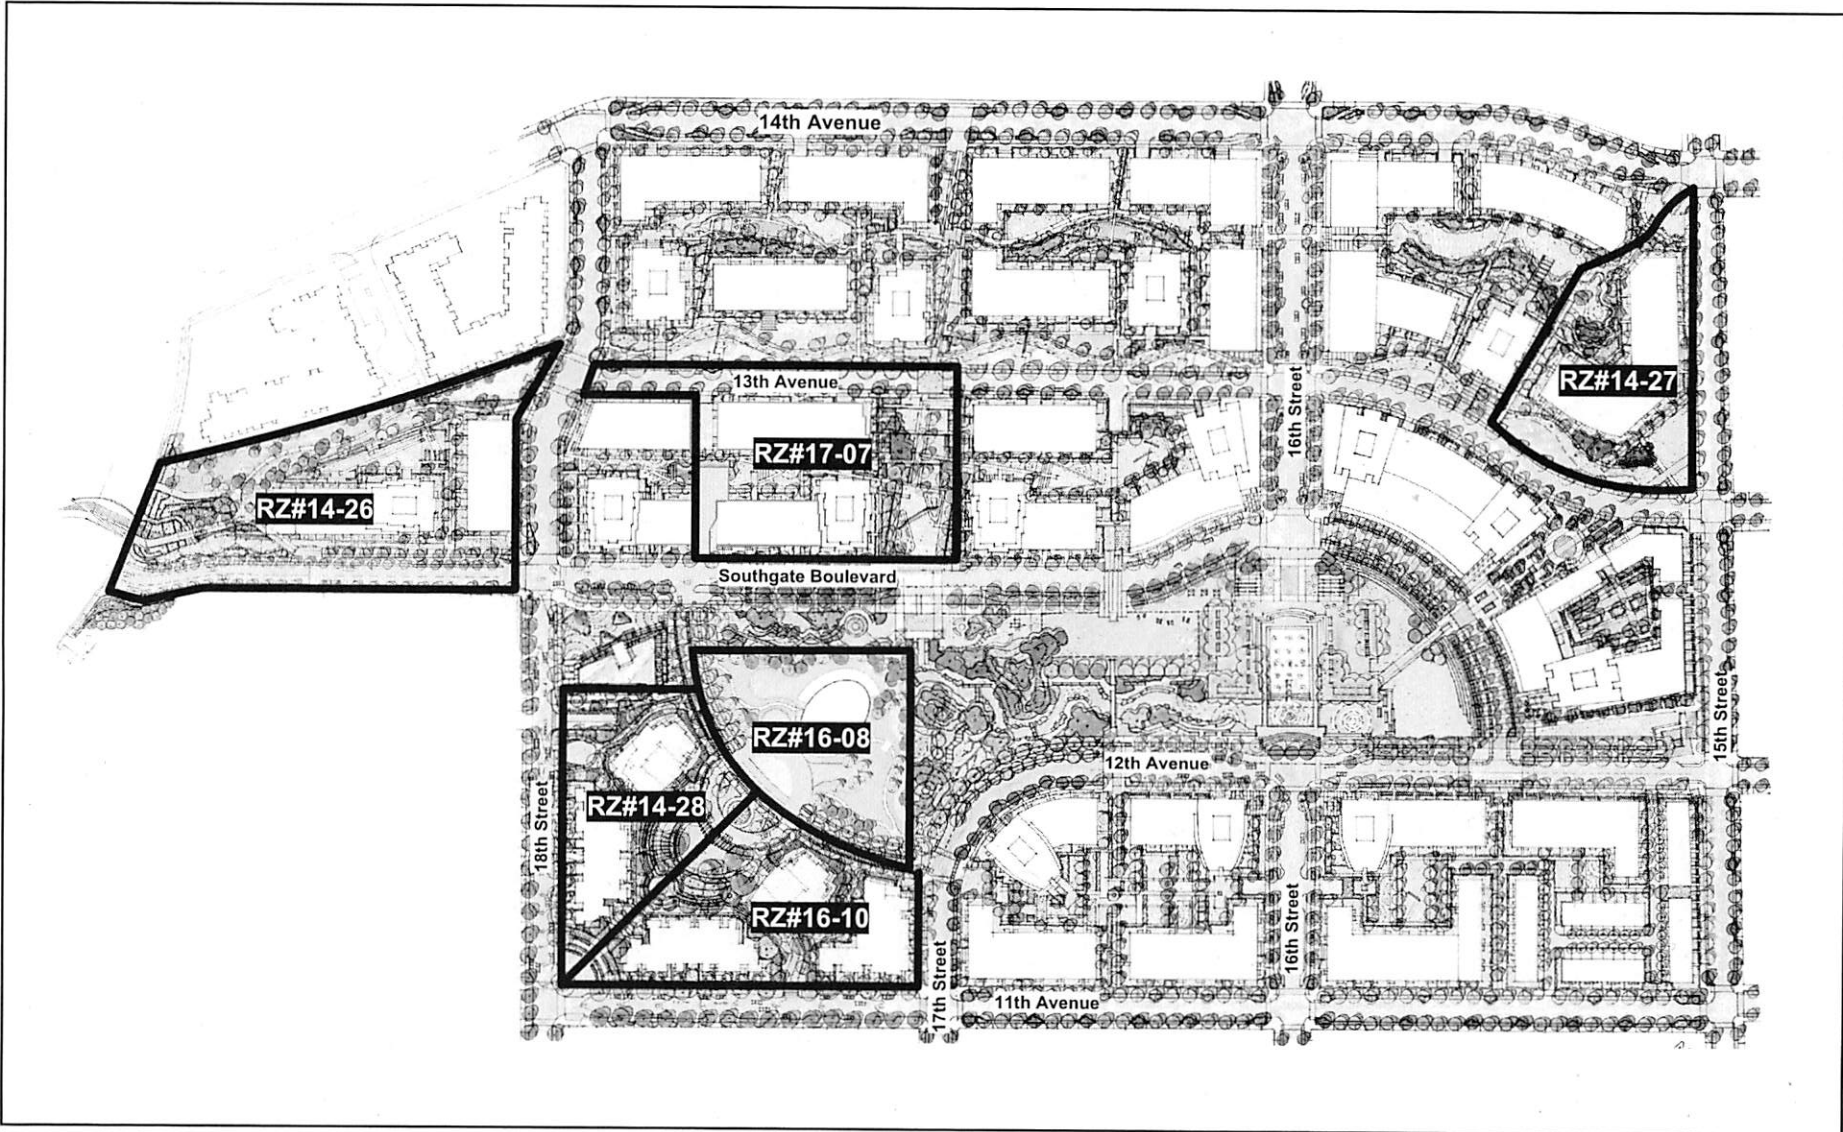 14th Avenue
13th Avenue
RZ#14-27
16th Street
RZ#17-07
RZ#14-26
Southgate Boulevard
15th Street
RZ#16-08
12th Avenue
RZ#14-28
18th Street
RZ#16-10
16th Street
17th Street
11th Avenue